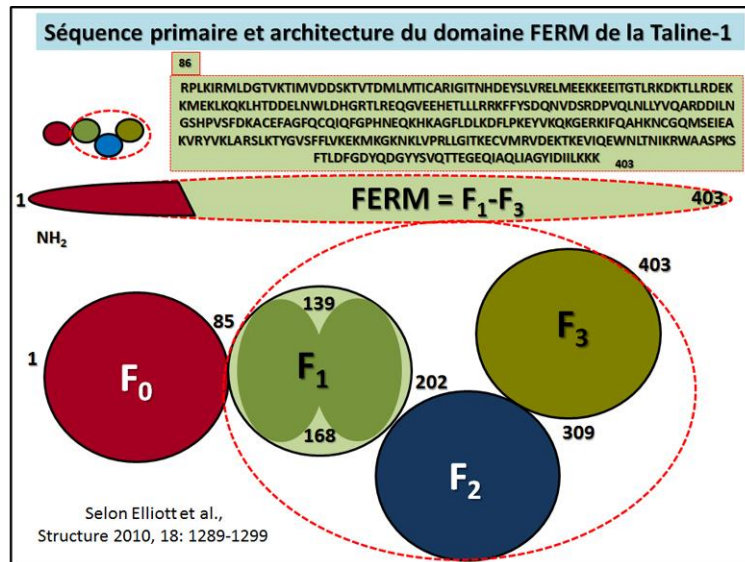 Séquence primaire et architecture du domaine FERM de la Taline-1
86
RPLKIRMLDGTVKTIMVDDSKTVTDMLMTICARIGITNHDEYSLVRELMEEKKEEITGTLRKDKTLLRDEK
KMEKLKQKLHTDDELNWLDHGRTLREQGVEEHETLLLRRKFFYSDQNVDSRDPVQLNLLYVQARDDILN
GSHPVSFDKACEFAGFQCQIQFGPHNEQKHKAGFLDLKDFLPKEYVKQKGERKIFQAHKNCGQMSEIEA
KVRYVKLARSLKTYGVSFFLVKEKMKGKNKLVPRLLGITKECVMRVDEKTKEVIQEWNLTNIKRWAASPKS
FTLDFGDYQDGYYSVQTTEGEQIAQLIAGYIDIILKKK 403
1
FERM = F₁-F₃
403
NH₂
403
85
139
1
F₀
F₁
F₃
202
168
309
F₂
Selon Elliott et al.,
Structure 2010, 18: 1289-1299